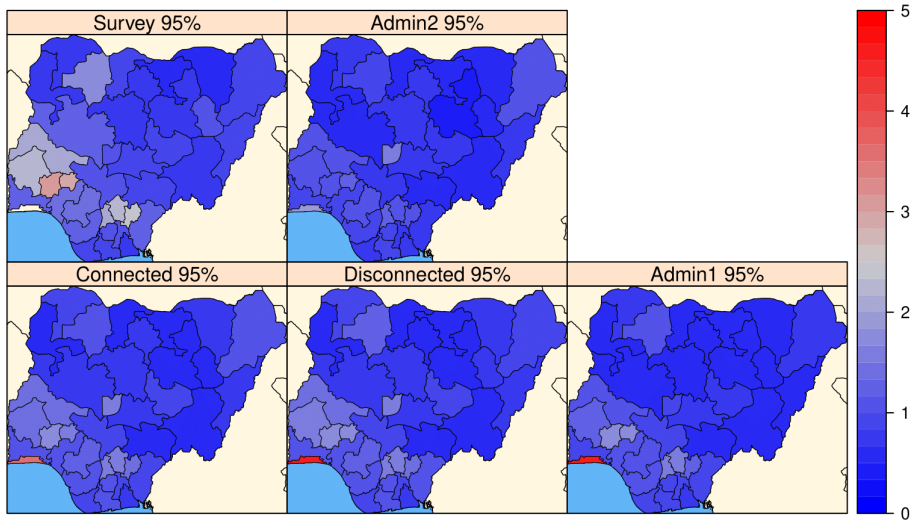 Survey 95%
Admin2 95%
Connected 95%
Disconnected 95%
Admin1 95%
5
4
3
2
1
0